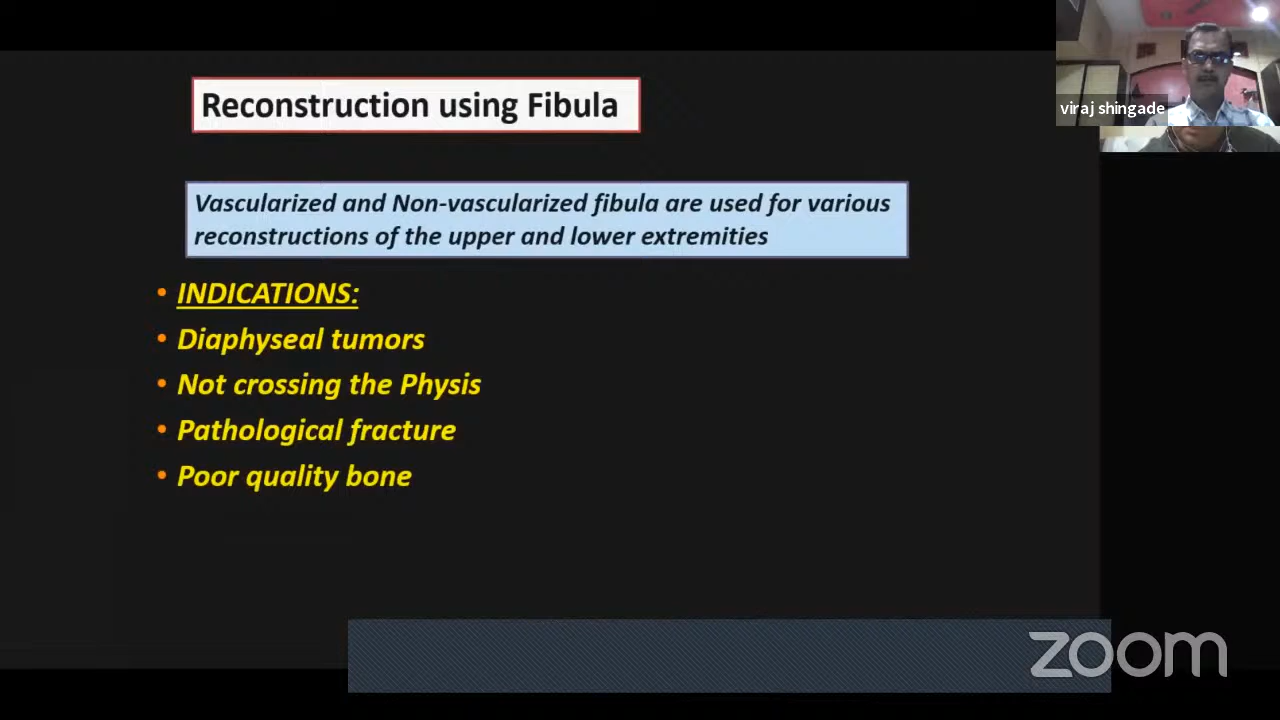 Reconstruction using Fibula
viraj shingade
Vascularized and Non-vascularized fibula are used for various
reconstructions of the upper and lower extremities
• INDICATIONS:
• Diaphyseal tumors
• Not crossing the Physis
• Pathological fracture
• Poor quality bone
zoom